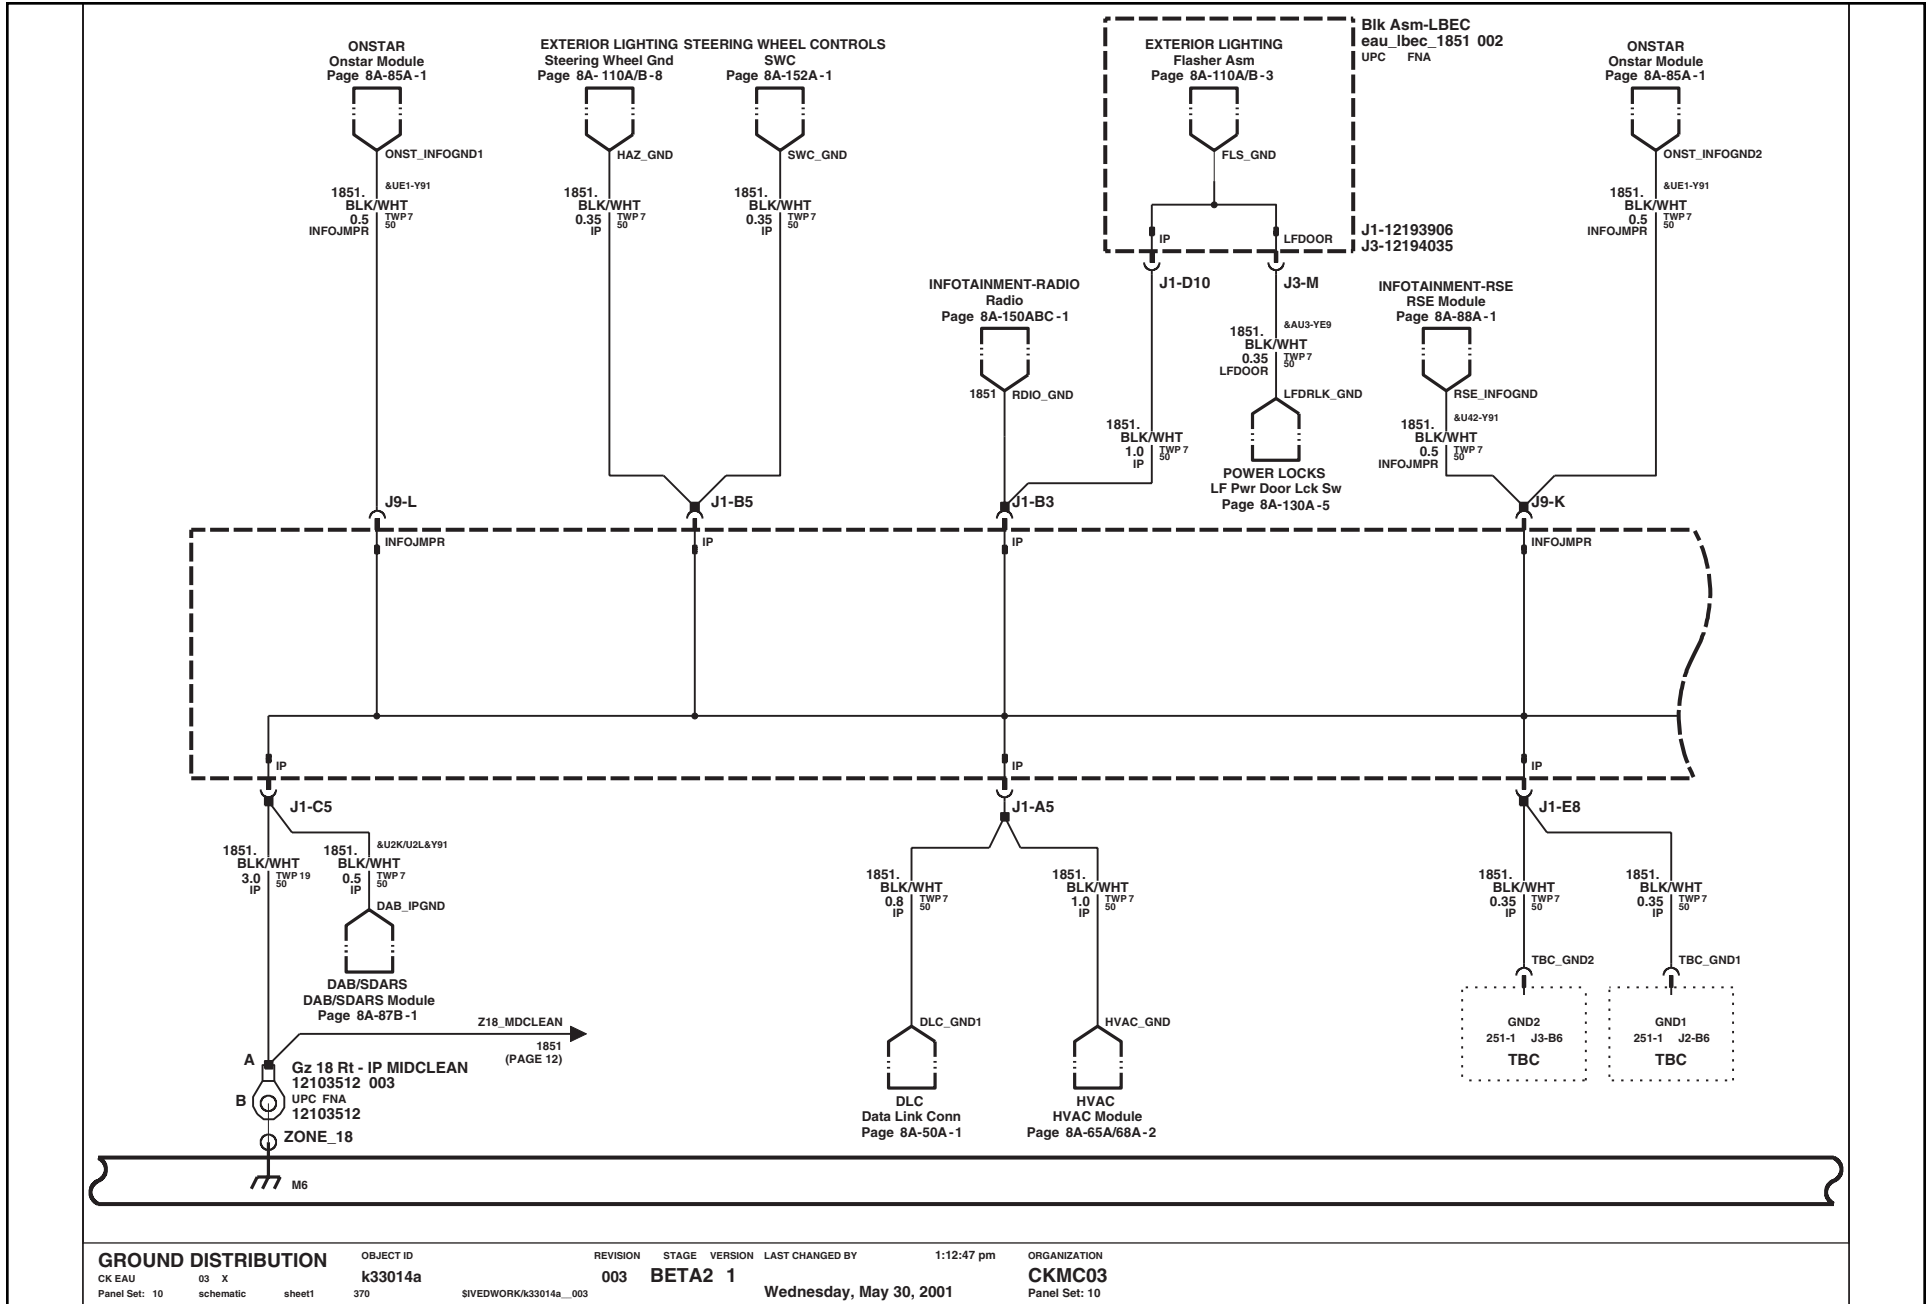 ONSTAR
Onstar Module
Page 8A-85A-1
EXTERIOR LIGHTING
Steering Wheel Gnd
Page 8A-110A/B-8
STEERING WHEEL CONTROLS
SWC
Page 8A-152A-1
EXTERIOR LIGHTING
Flasher Asm
Page 8A-110A/B-3
Blk Asm-LBEC
eau_lbec_1851 002
UPC FNA
ONSTAR
Onstar Module
Page 8A-85A-1
ONST_INFOGND1
HAZ_GND
SWC_GND
FLS_GND
ONST_INFOGND2
&UE1-Y91
1851.
BLK/WHT
0.5 TWP7
50
INFOJMPR
1851.
BLK/WHT
0.35 TWP7
50
IP
1851.
BLK/WHT
0.35 TWP7
50
IP
&UE1-Y91
1851.
BLK/WHT
0.5 TWP7
50
INFOJMPR
IP
LFDOOR
J1-12193906
J3-12194035
J1-D10
J3-M
INFOTAINMENT-RADIO
Radio
Page 8A-150ABC-1
INFOTAINMENT-RSE
RSE Module
Page 8A-88A-1
&AU3-YE9
1851.
BLK/WHT
0.35 TWP7
50
LFDOOR
1851 RDIO_GND
LFDRLK_GND
RSE_INFOGND
1851.
BLK/WHT
1.0 TWP7
50
IP
&U42-Y91
1851.
BLK/WHT
0.5 TWP7
50
INFOJMPR
POWER LOCKS
LF Pwr Door Lck Sw
Page 8A-130A-5
J9-L
J1-B5
J1-B3
J9-K
INFOJMPR
IP
IP
INFOJMPR
IP
IP
IP
J1-C5
J1-A5
J1-E8
1851.
BLK/WHT
3.0 TWP19
50
IP
&U2K/U2L&Y91
1851.
BLK/WHT
0.5 TWP7
50
IP
1851.
BLK/WHT
0.8 TWP7
50
IP
1851.
BLK/WHT
1.0 TWP7
50
IP
1851.
BLK/WHT
0.35 TWP7
50
IP
1851.
BLK/WHT
0.35 TWP7
50
IP
DAB_IPGND
DAB/SDARS
DAB/SDARS Module
Page 8A-87B-1
TBC_GND2
TBC_GND1
Z18_MDCLEAN
1851
(PAGE 12)
DLC_GND1
HVAC_GND
GND2
251-1 J3-B6
TBC
GND1
251-1 J2-B6
TBC
A
B
Gz 18 Rt - IP MIDCLEAN
12103512 003
UPC FNA
12103512
ZONE_18
DLC
Data Link Conn
Page 8A-50A-1
HVAC
HVAC Module
Page 8A-65A/68A-2
M6
GROUND DISTRIBUTION OBJECT ID REVISION STAGE VERSION LAST CHANGED BY 1:12:47 pm ORGANIZATION
CK EAU 03 X k33014a 003 BETA2 1 CKMC03
Panel Set: 10 schematic sheet1 370 $IVEDWORK/k33014a__003 Wednesday, May 30, 2001 Panel Set: 10